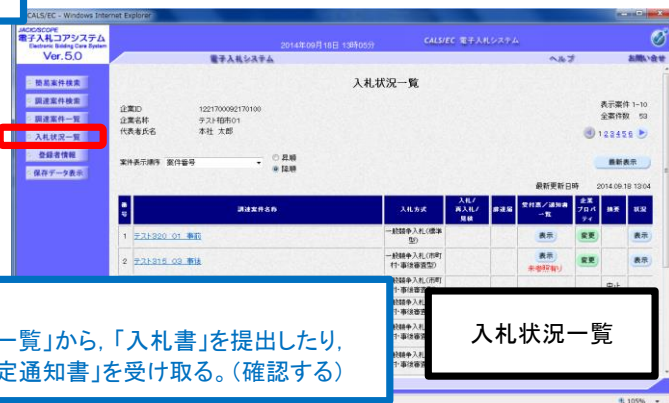 CALS/EC - Windows Internet Explorer
JACIC/SCOPE
電子入札コアシステム
Electronic Bidding Core System
Ver.5.0
2014年09月18日 13時05分
CALS/EC 電子入札システム
電子入札システム
ヘルプ
お問い合せ
簡易案件検索
調達案件検索
調達案件一覧
入札状況一覧
登録者情報
保存データ表示
入札状況一覧
企業ID 1221700092170100
企業名称 テスト柏市01
代表者氏名 本社 太郎
表示案件 1-10
全案件数 53
1 2 3 4 5 6
案件表示順序 案件番号
昇順
降順
最新表示
最新更新日時 2014.09.18 13:04
番号 調達案件名称 入札方式 入札/再入札/見積 辞退届 受付票/通知書一覧 企業プロパティ 摘要 状況
1 テスト320_01_事前 一般競争入札(標準型) 表示 変更 表示
2 テスト315_03_事後 一般競争入札(市町村・事後審査型) 表示 未参照有り 変更 表示
一覧」から,「入札書」を提出したり,
定通知書」を受け取る。(確認する)
入札状況一覧
105%